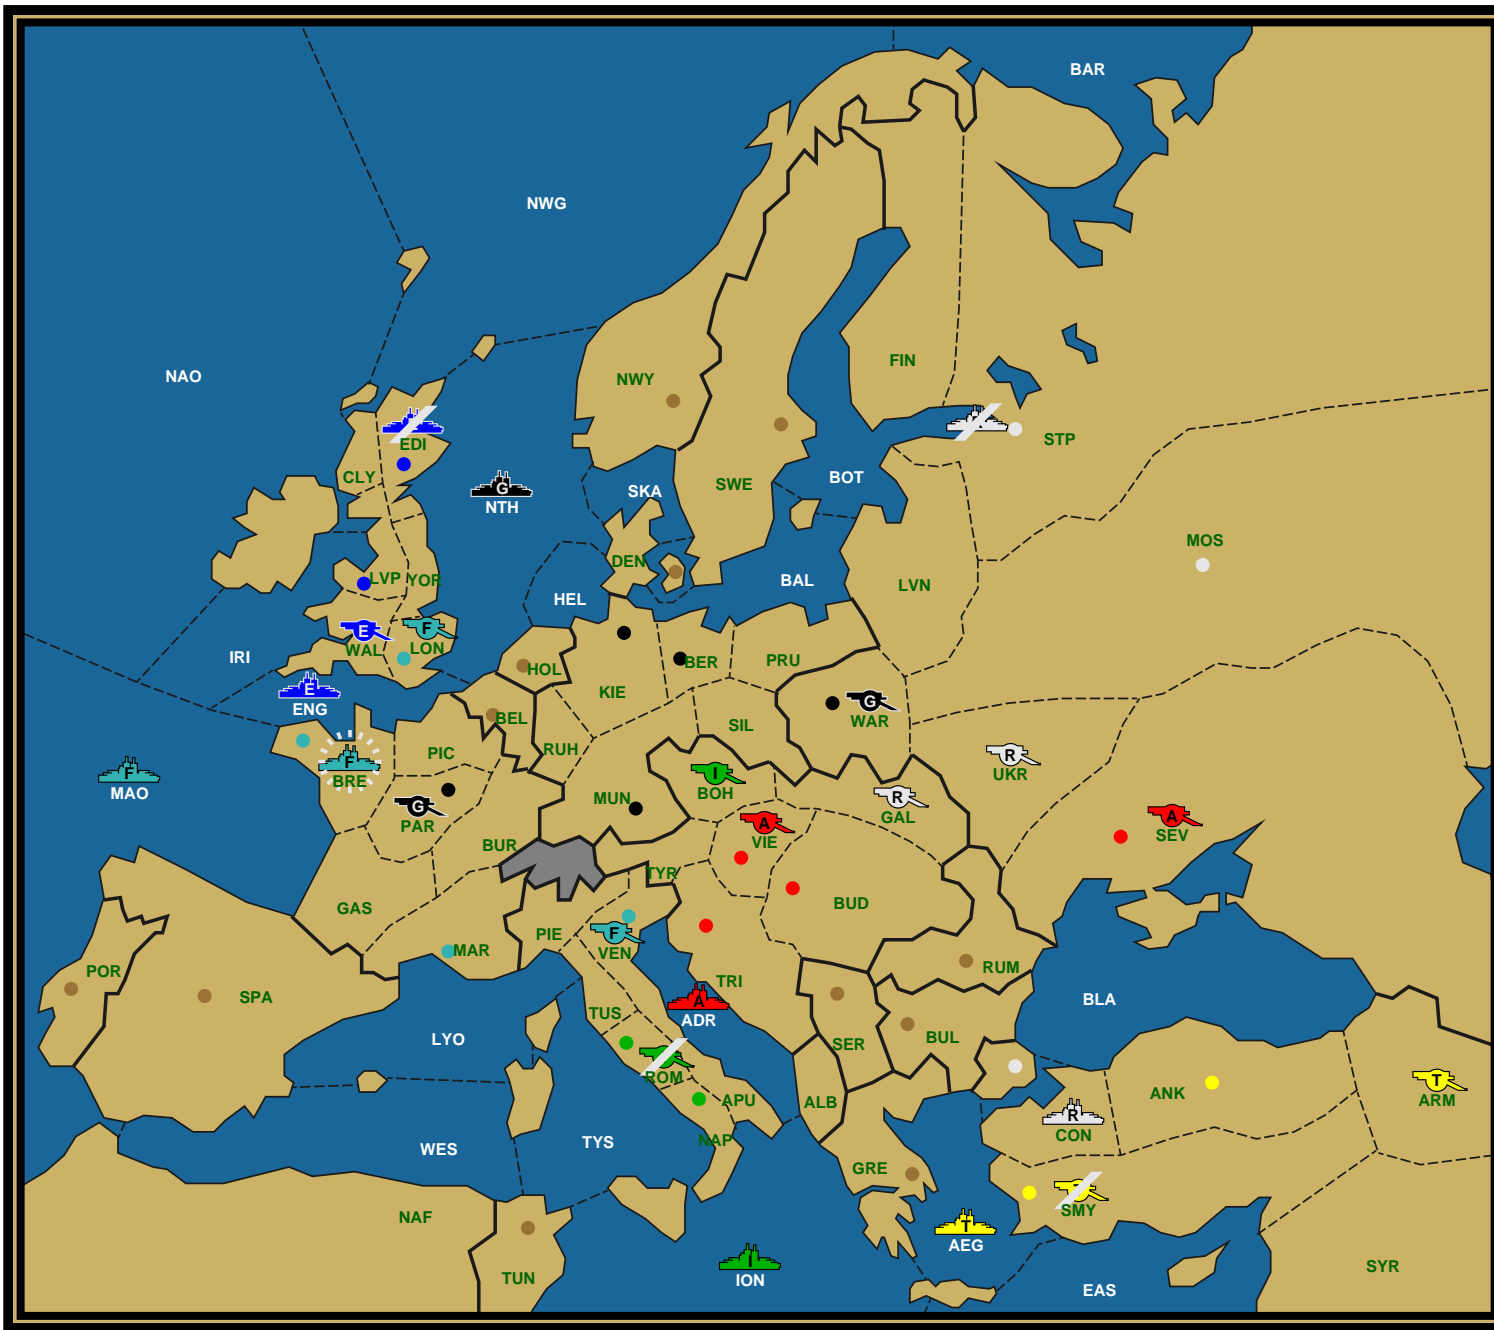 BAR
NWG
NAO
FIN
NWY
EDI
STP
CLY
SWE
BOT
SKA
G
NTH
MOS
DEN
BAL
LVP
YOR
LVN
HEL
E
WAL
F
LON
IRI
HOL
BER
PRU
KIE
E
ENG
BEL
G
WAR
SIL
PIC
RUH
R
UKR
F
MAO
F
BRE
I
BOH
MUN
G
PAR
R
GAL
A
VIE
A
SEV
BUR
TYR
GAS
BUD
PIE
F
VEN
MAR
POR
SPA
RUM
TRI
A
ADR
BLA
TUS
LYO
SER
BUL
ROM
APU
ALB
ANK
T
ARM
R
CON
WES
TYS
NAP
GRE
SMY
NAF
T
AEG
I
ION
TUN
EAS
SYR